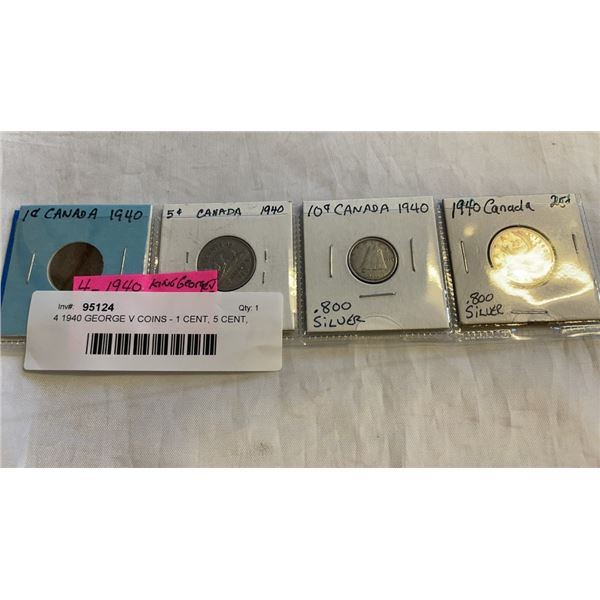 1¢ CANADA 1940
5¢ CANADA 1940
10¢ CANADA 1940
1940 Canada 25¢
4- 1940 KING GEORGE V
.800
SILVER
.800
SILVER
Inv#: 95124 Qty: 1
4 1940 GEORGE V COINS - 1 CENT, 5 CENT,